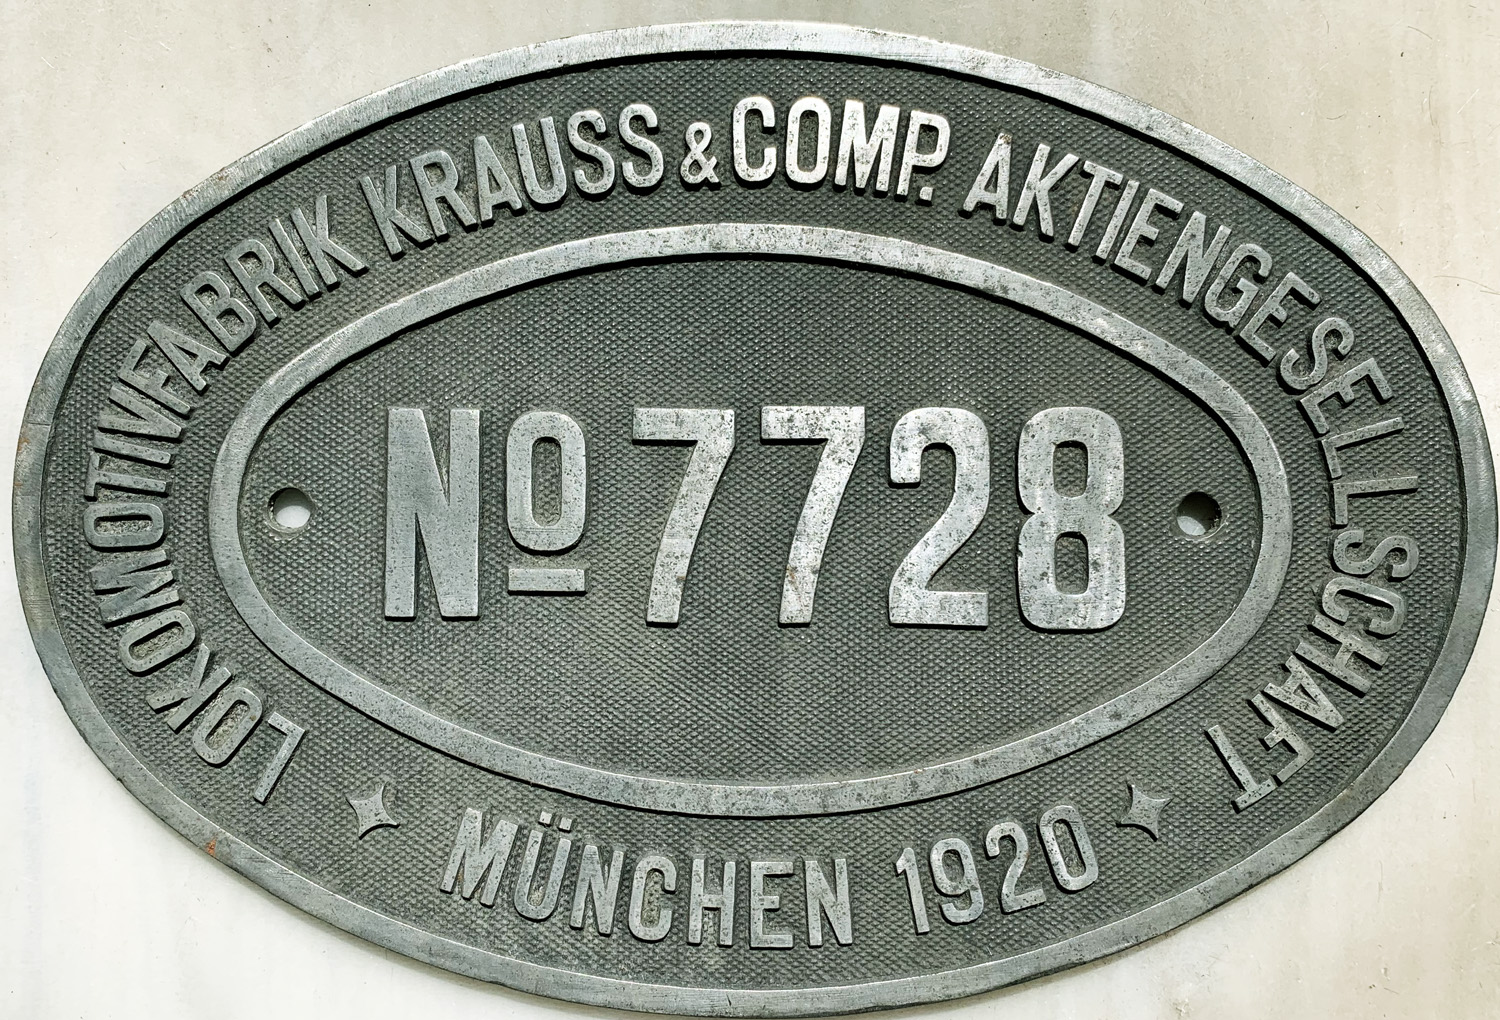 LOKOMOTIVFABRIK KRAUSS & COMP. AKTIENGESELLSCHAFT
Nº 7728
MÜNCHEN 1920